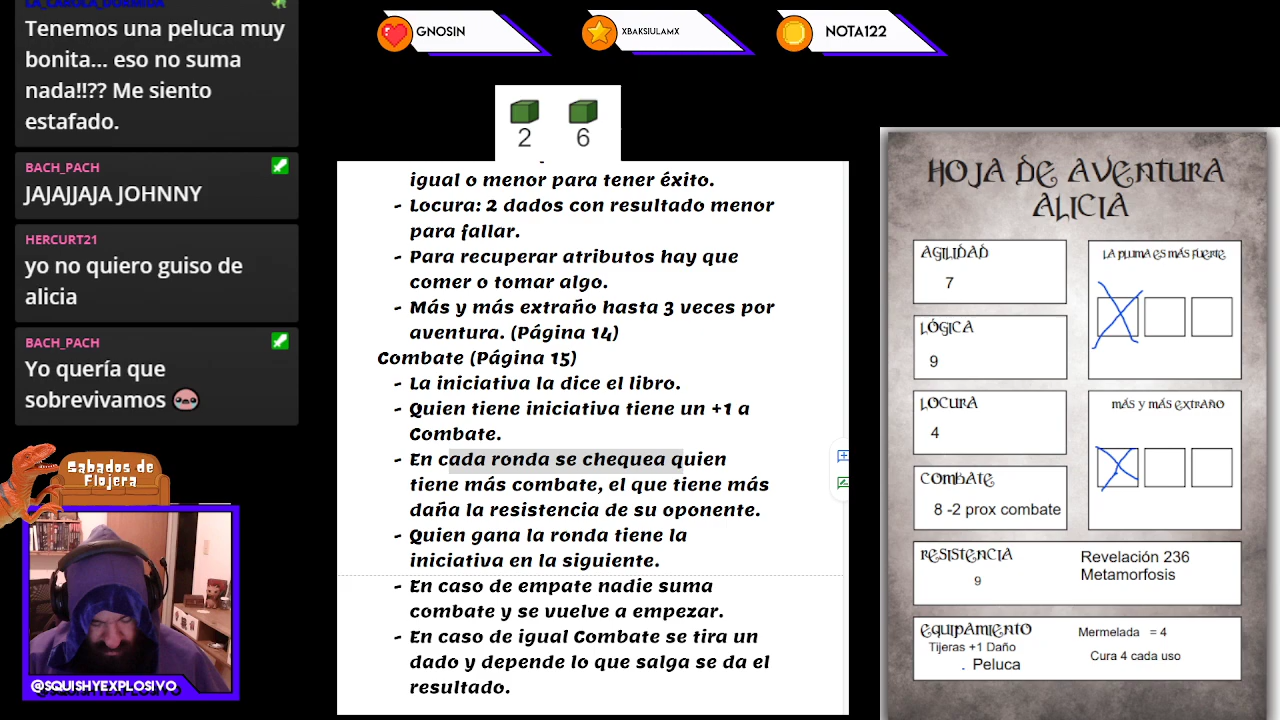 LA_CABULA_DORMIDA
Tenemos una peluca muy
bonita... eso no suma
nada!!?? Me siento
estafado.
BACH_PACH
JAJAJJAJA JOHNNY
HERCURT21
yo no quiero guiso de
alicia
BACH_PACH
Yo quería que
sobrevivamos
Sabados de
Flojera
@SQUISHYEXPLOSIVO
GNOSIN
XBAKSIULAMX
NOTA122
2 6
igual o menor para tener éxito.
- Locura: 2 dados con resultado menor
para fallar.
- Para recuperar atributos hay que
comer o tomar algo.
- Más y más extraño hasta 3 veces por
aventura. (Página 14)
Combate (Página 15)
- La iniciativa la dice el libro.
- Quien tiene iniciativa tiene un +1 a
Combate.
- En cada ronda se chequea quien
tiene más combate, el que tiene más
daña la resistencia de su oponente.
- Quien gana la ronda tiene la
iniciativa en la siguiente.
- En caso de empate nadie suma
combate y se vuelve a empezar.
- En caso de igual Combate se tira un
dado y depende lo que salga se da el
resultado.
HOJA DE AVENTURA
ALICIA
AGILIDAD
7
LÓGICA
9
LOCURA
4
COMBATE
8 -2 prox combate
LA PLUMA ES MÁS FUERTE
MÁS Y MÁS EXTRAÑO
RESISTENCIA
9
Revelación 236
Metamorfosis
EQUIPAMIENTO
Tijeras +1 Daño
. Peluca
Mermelada = 4
Cura 4 cada uso